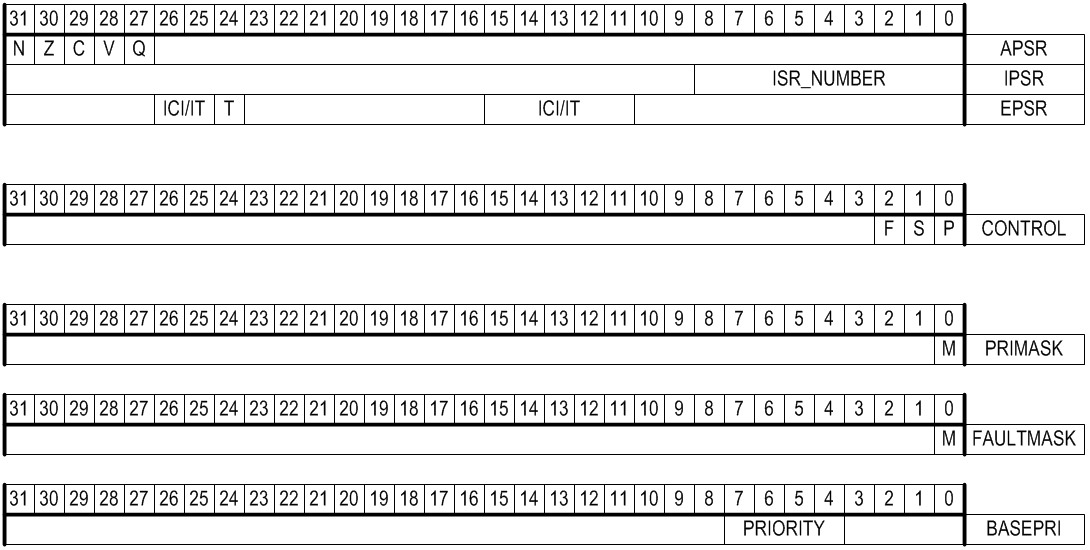 31 30 29 28 27 26 25 24 23 22 21 20 19 18 17 16 15 14 13 12 11 10 9 8 7 6 5 4 3 2 1 0
N Z C V Q APSR
ISR_NUMBER IPSR
ICI/IT T ICI/IT EPSR
31 30 29 28 27 26 25 24 23 22 21 20 19 18 17 16 15 14 13 12 11 10 9 8 7 6 5 4 3 2 1 0
F S P CONTROL
31 30 29 28 27 26 25 24 23 22 21 20 19 18 17 16 15 14 13 12 11 10 9 8 7 6 5 4 3 2 1 0
M PRIMASK
31 30 29 28 27 26 25 24 23 22 21 20 19 18 17 16 15 14 13 12 11 10 9 8 7 6 5 4 3 2 1 0
M FAULTMASK
31 30 29 28 27 26 25 24 23 22 21 20 19 18 17 16 15 14 13 12 11 10 9 8 7 6 5 4 3 2 1 0
PRIORITY BASEPRI